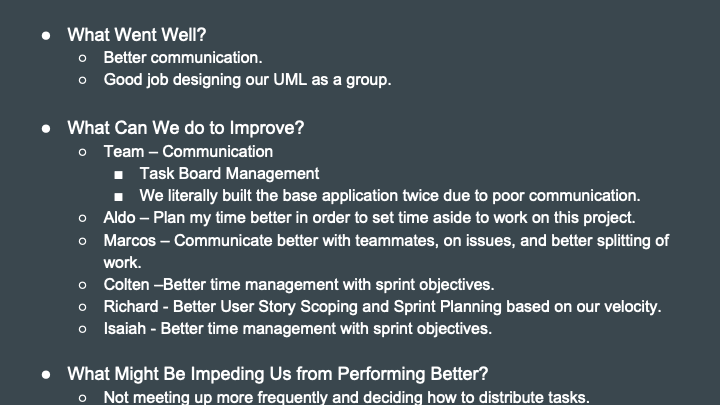 ● What Went Well?
○ Better communication.
○ Good job designing our UML as a group.
● What Can We do to Improve?
○ Team – Communication
■ Task Board Management
■ We literally built the base application twice due to poor communication.
○ Aldo – Plan my time better in order to set time aside to work on this project.
○ Marcos – Communicate better with teammates, on issues, and better splitting of
work.
○ Colten –Better time management with sprint objectives.
○ Richard - Better User Story Scoping and Sprint Planning based on our velocity.
○ Isaiah - Better time management with sprint objectives.
● What Might Be Impeding Us from Performing Better?
○ Not meeting up more frequently and deciding how to distribute tasks.